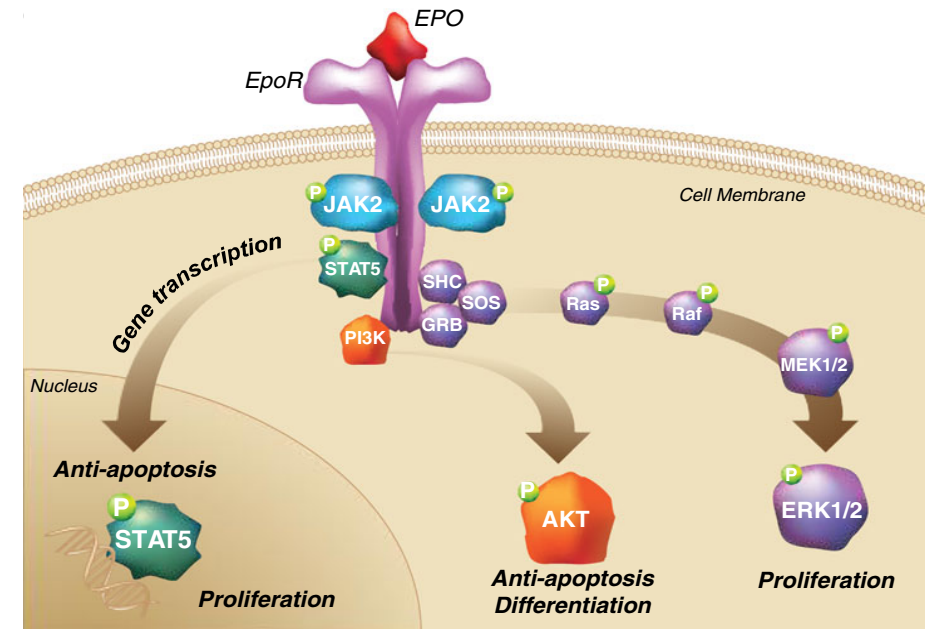 EPO
EpoR
Cell Membrane
P
JAK2
JAK2
P
Gene transcription
P
STAT5
SHC
SOS
GRB
PI3K
P
Ras
P
Raf
P
MEK1/2
Nucleus
Anti-apoptosis
P
STAT5
Proliferation
P
AKT
Anti-apoptosis
Differentiation
P
ERK1/2
Proliferation